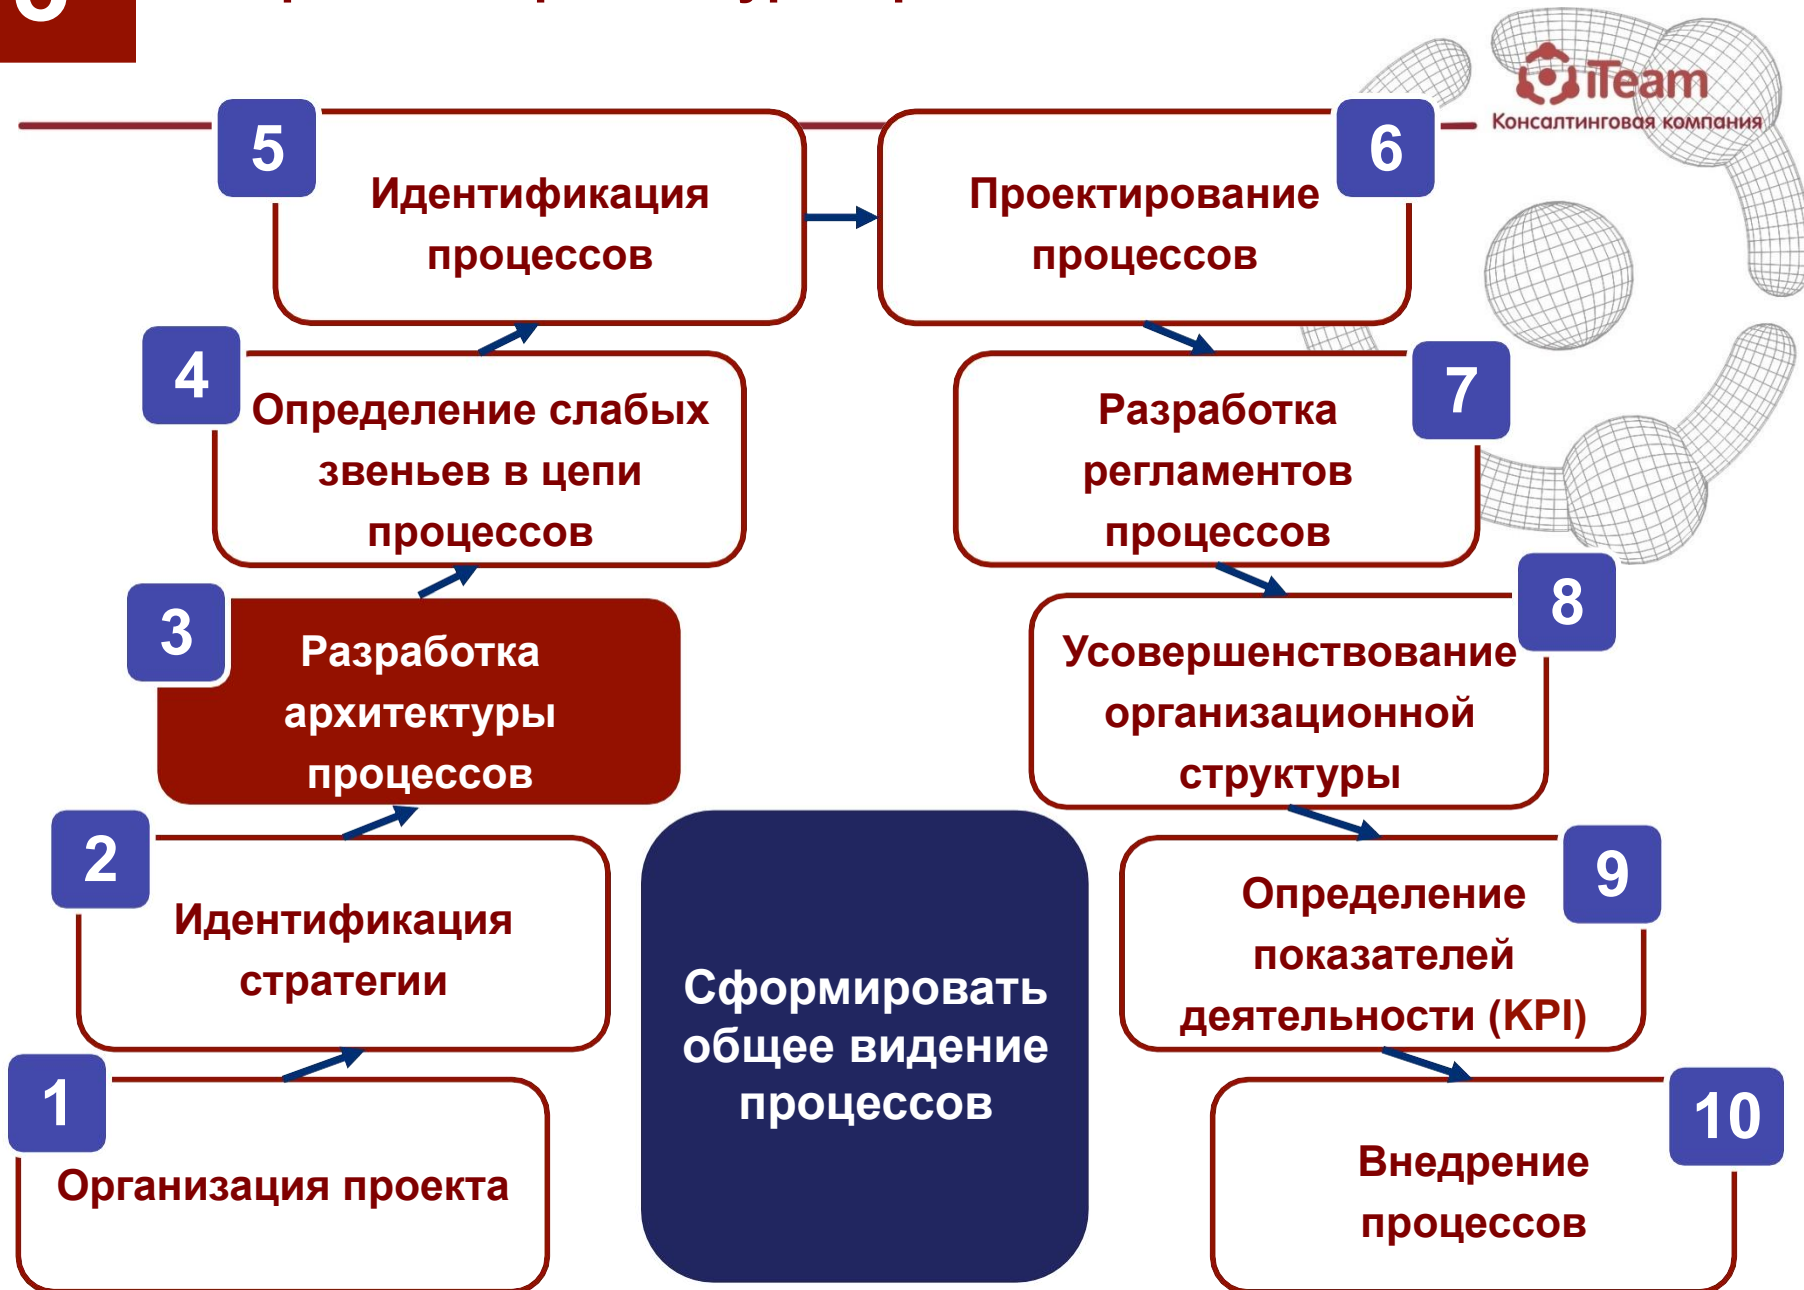 iTeam
Консалтинговая компания
5
Идентификация
процессов
6
Проектирование
процессов
4
Определение слабых
звеньев в цепи
процессов
7
Разработка
регламентов
процессов
3
Разработка
архитектуры
процессов
8
Усовершенствование
организационной
структуры
2
Идентификация
стратегии
Сформировать
общее видение
процессов
9
Определение
показателей
деятельности (KPI)
1
Организация проекта
10
Внедрение
процессов